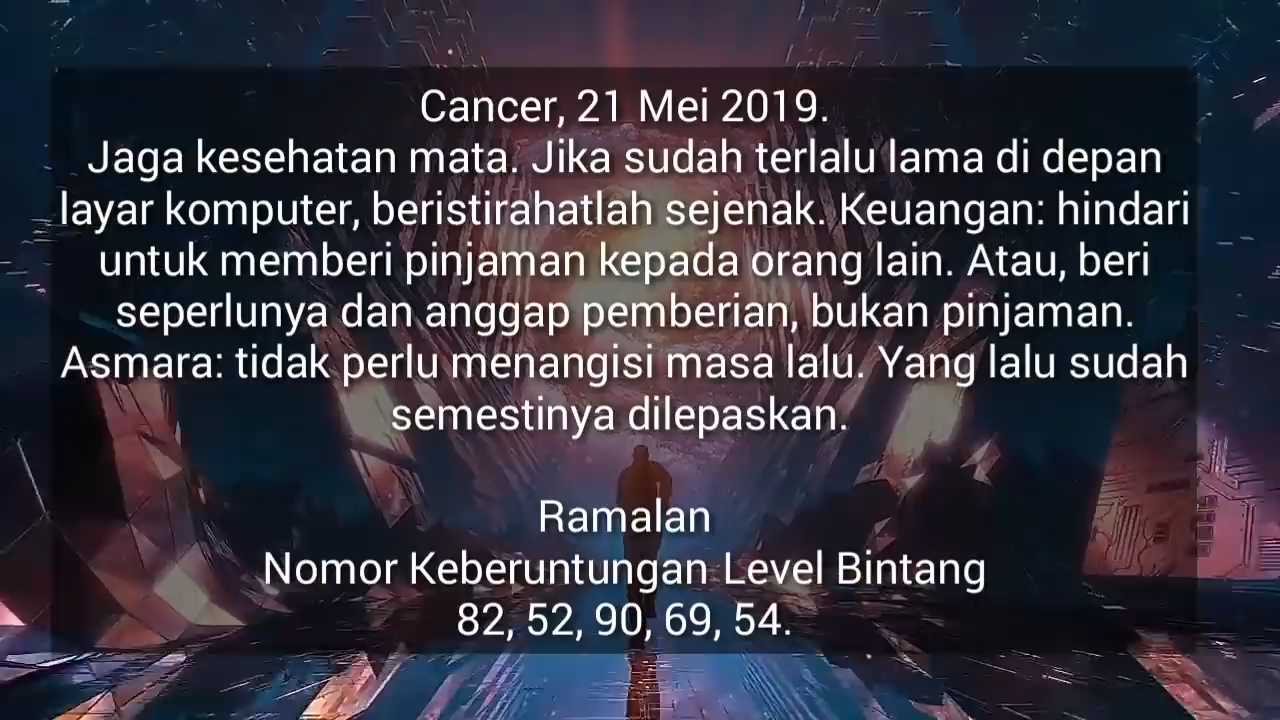 Cancer, 21 Mei 2019.
Jaga kesehatan mata. Jika sudah terlalu lama di depan
layar komputer, beristirahatlah sejenak. Keuangan: hindari
untuk memberi pinjaman kepada orang lain. Atau, beri
seperlunya dan anggap pemberian, bukan pinjaman.
Asmara: tidak perlu menangisi masa lalu. Yang lalu sudah
semestinya dilepaskan.
Ramalan
Nomor Keberuntungan Level Bintang
82, 52, 90, 69, 54.